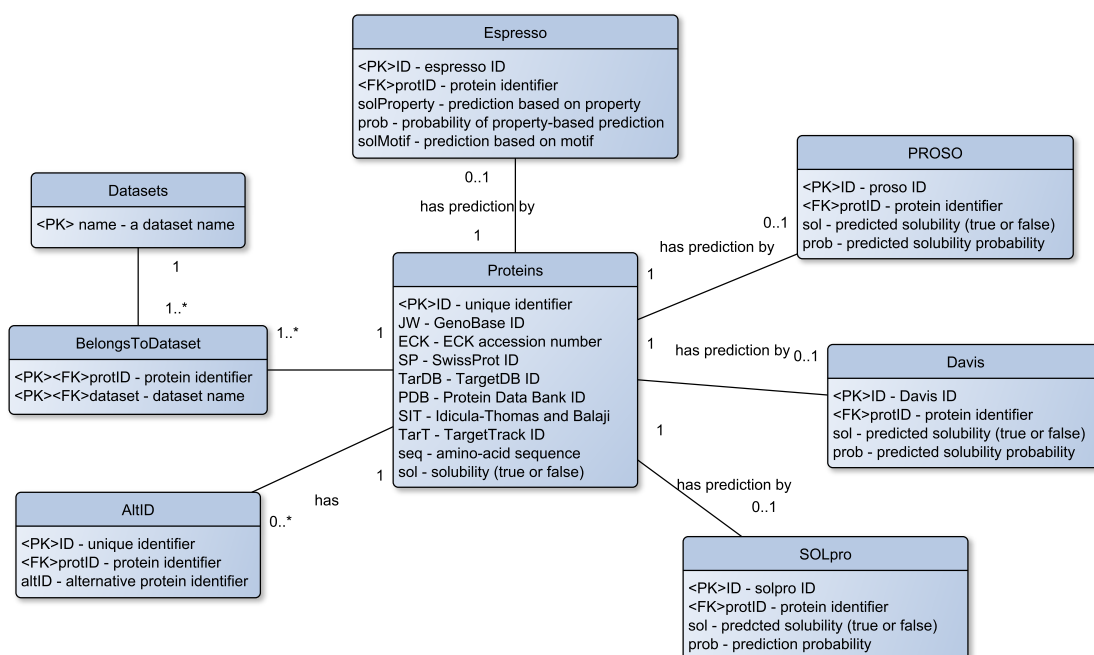 Espresso
<PK>ID - espresso ID
<FK>protID - protein identifier
solProperty - prediction based on property
prob - probability of property-based prediction
solMotif - prediction based on motif
0..1
has prediction by
1
PROSO
<PK>ID - proso ID
<FK>protID - protein identifier
sol - predicted solubility (true or false)
prob - predicted solubility probability
0..1
has prediction by
1
Datasets
<PK> name - a dataset name
1
1..*
BelongsToDataset
<PK><FK>protID - protein identifier
<PK><FK>dataset - dataset name
1..*
1
Proteins
<PK>ID - unique identifier
JW - GenoBase ID
ECK - ECK accession number
SP - SwissProt ID
TarDB - TargetDB ID
PDB - Protein Data Bank ID
SIT - Idicula-Thomas and Balaji
TarT - TargetTrack ID
seq - amino-acid sequence
sol - solubility (true or false)
1
has prediction by
0..1
Davis
<PK>ID - Davis ID
<FK>protID - protein identifier
sol - predicted solubility (true or false)
prob - predicted solubility probability
1
has
0..*
AltID
<PK>ID - unique identifier
<FK>protID - protein identifier
altID - alternative protein identifier
1
has prediction by
0..1
SOLpro
<PK>ID - solpro ID
<FK>protID - protein identifier
sol - predcted solubility (true or false)
prob - prediction probability